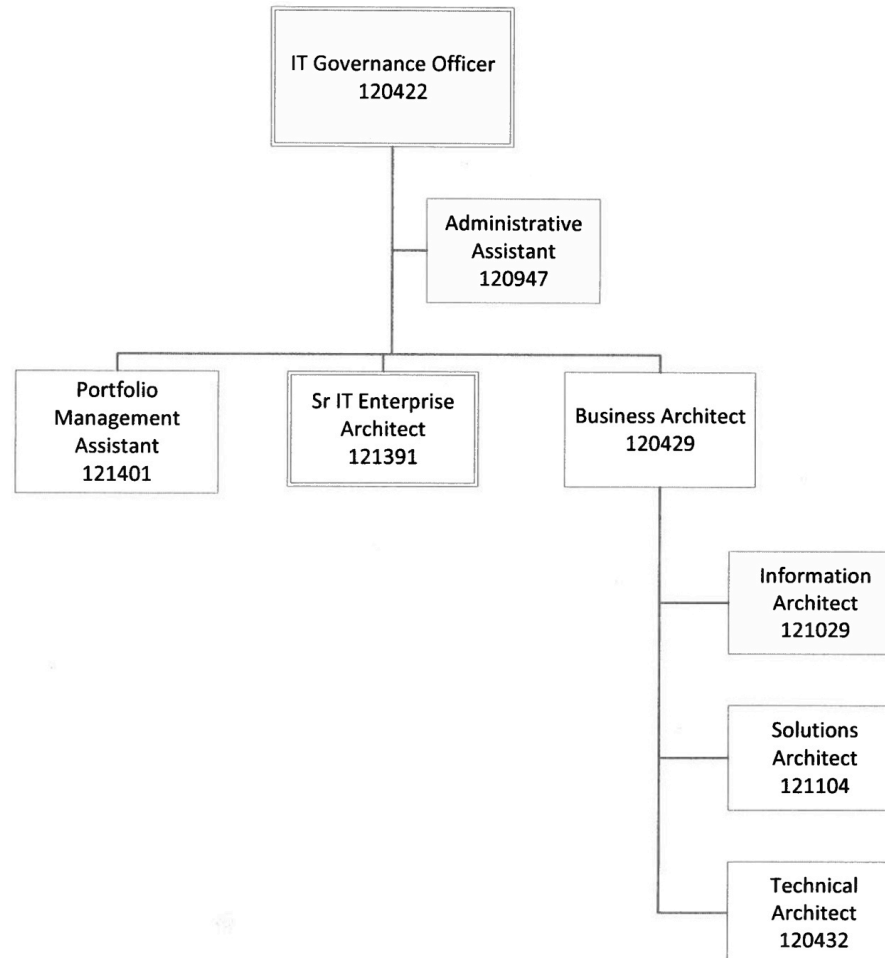 IT Governance Officer
120422
Administrative
Assistant
120947
Portfolio
Management
Assistant
121401
Sr IT Enterprise
Architect
121391
Business Architect
120429
Information
Architect
121029
Solutions
Architect
121104
Technical
Architect
120432